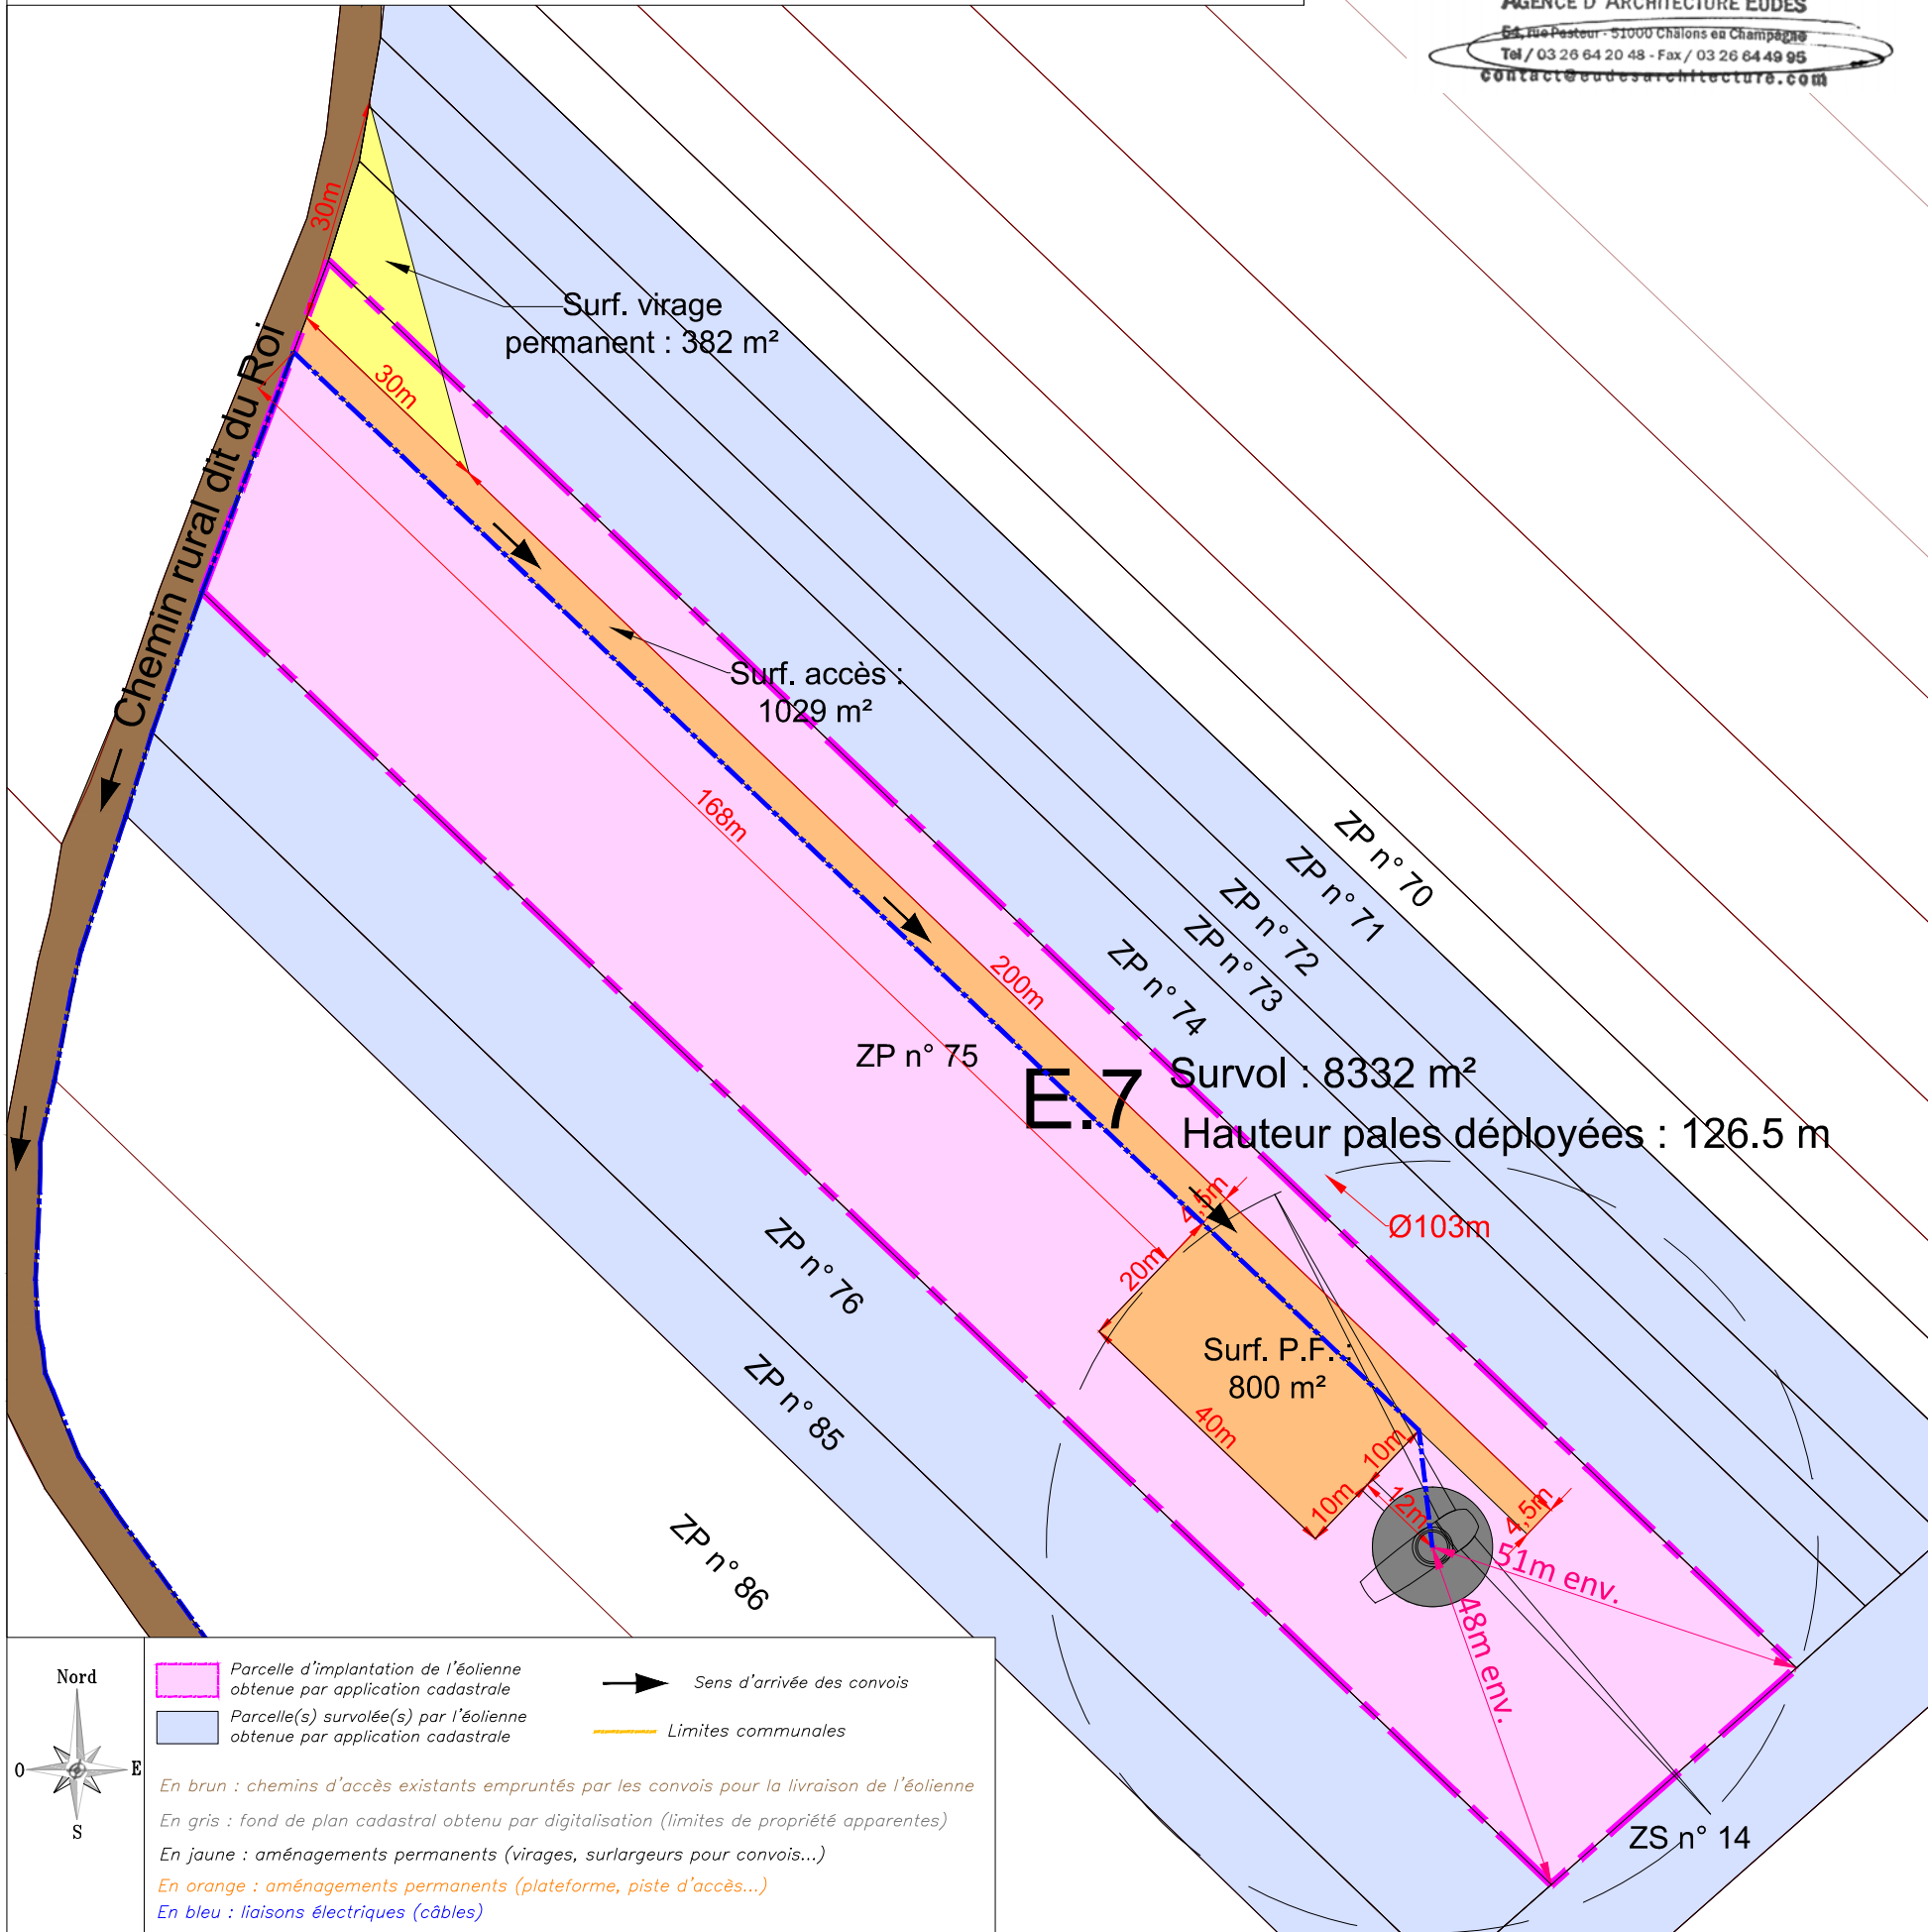 AGENCE D'ARCHITECTURE EUDES
54, rue Pasteur - 51000 Châlons en Champagne
Tel / 03 26 64 20 48 - Fax / 03 26 64 49 95
contact@eudesarchitecture.com
30m
Surf. virage
permanent : 382 m²
30m
Chemin rural dit du Roi
Surf. accès :
1029 m²
168m
200m
ZP n° 70
ZP n° 71
ZP n° 72
ZP n° 73
ZP n° 74
ZP n° 75
E.7
Survol : 8332 m²
Hauteur pales déployées : 126.5 m
4,5m
Ø103m
20m
ZP n° 76
Surf. P.F. :
800 m²
ZP n° 85
40m
10m
10m
12m
4,5m
51m env.
48m env.
ZP n° 86
ZS n° 14
Nord
O
E
S
Parcelle d'implantation de l'éolienne
obtenue par application cadastrale
Sens d'arrivée des convois
Parcelle(s) survolée(s) par l'éolienne
obtenue par application cadastrale
Limites communales
En brun : chemins d'accès existants empruntés par les convois pour la livraison de l'éolienne
En gris : fond de plan cadastral obtenu par digitalisation (limites de propriété apparentes)
En jaune : aménagements permanents (virages, surlargeurs pour convois...)
En orange : aménagements permanents (plateforme, piste d'accès...)
En bleu : liaisons électriques (câbles)